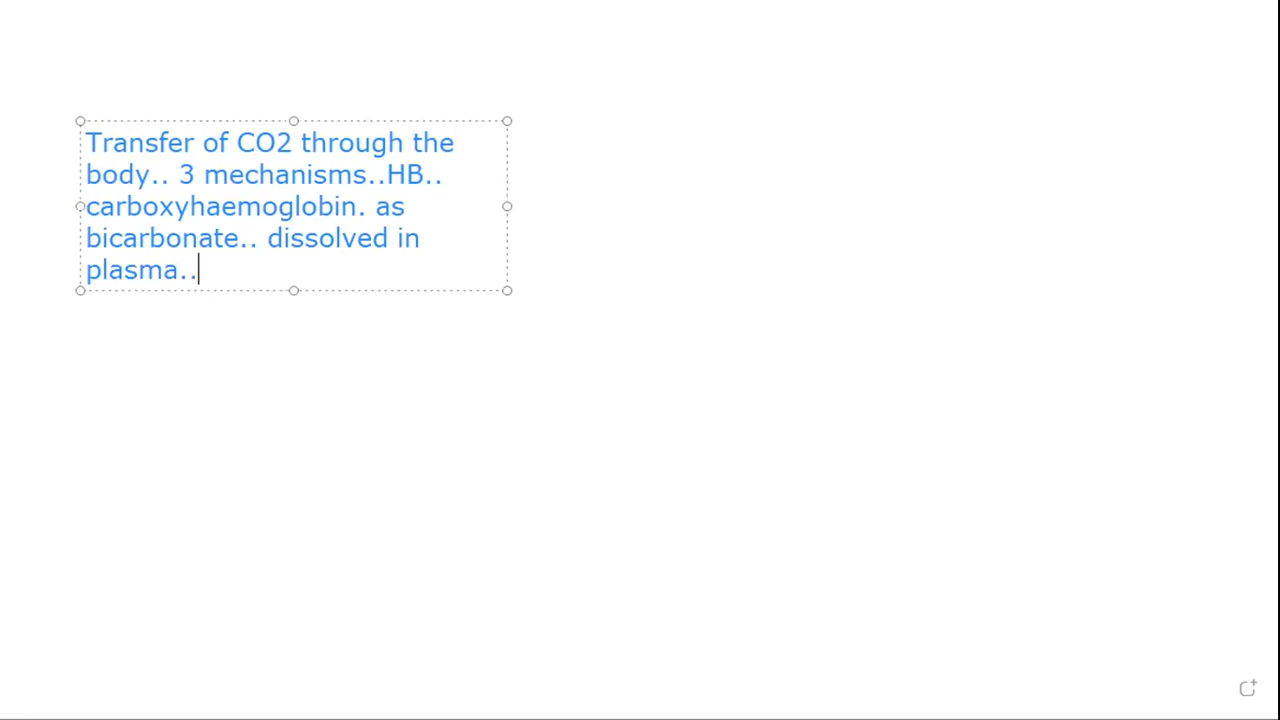 Transfer of CO2 through the
body.. 3 mechanisms..HB..
carboxyhaemoglobin. as
bicarbonate.. dissolved in
plasma..